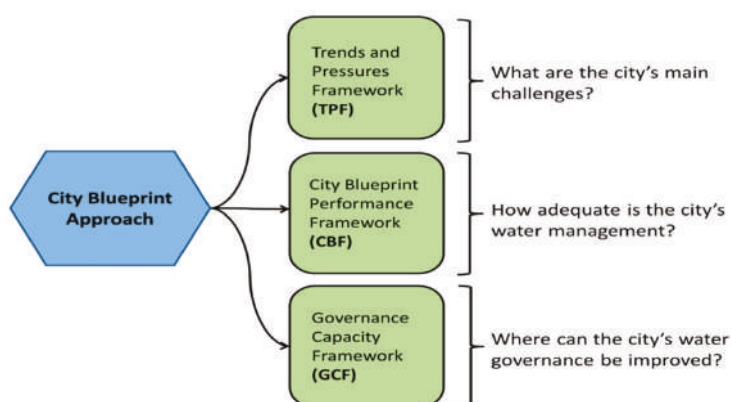 City Blueprint
Approach
Trends and
Pressures
Framework
(TPF)
What are the city's main
challenges?
City Blueprint
Performance
Framework
(CBF)
How adequate is the city's
water management?
Governance
Capacity
Framework
(GCF)
Where can the city's water
governance be improved?